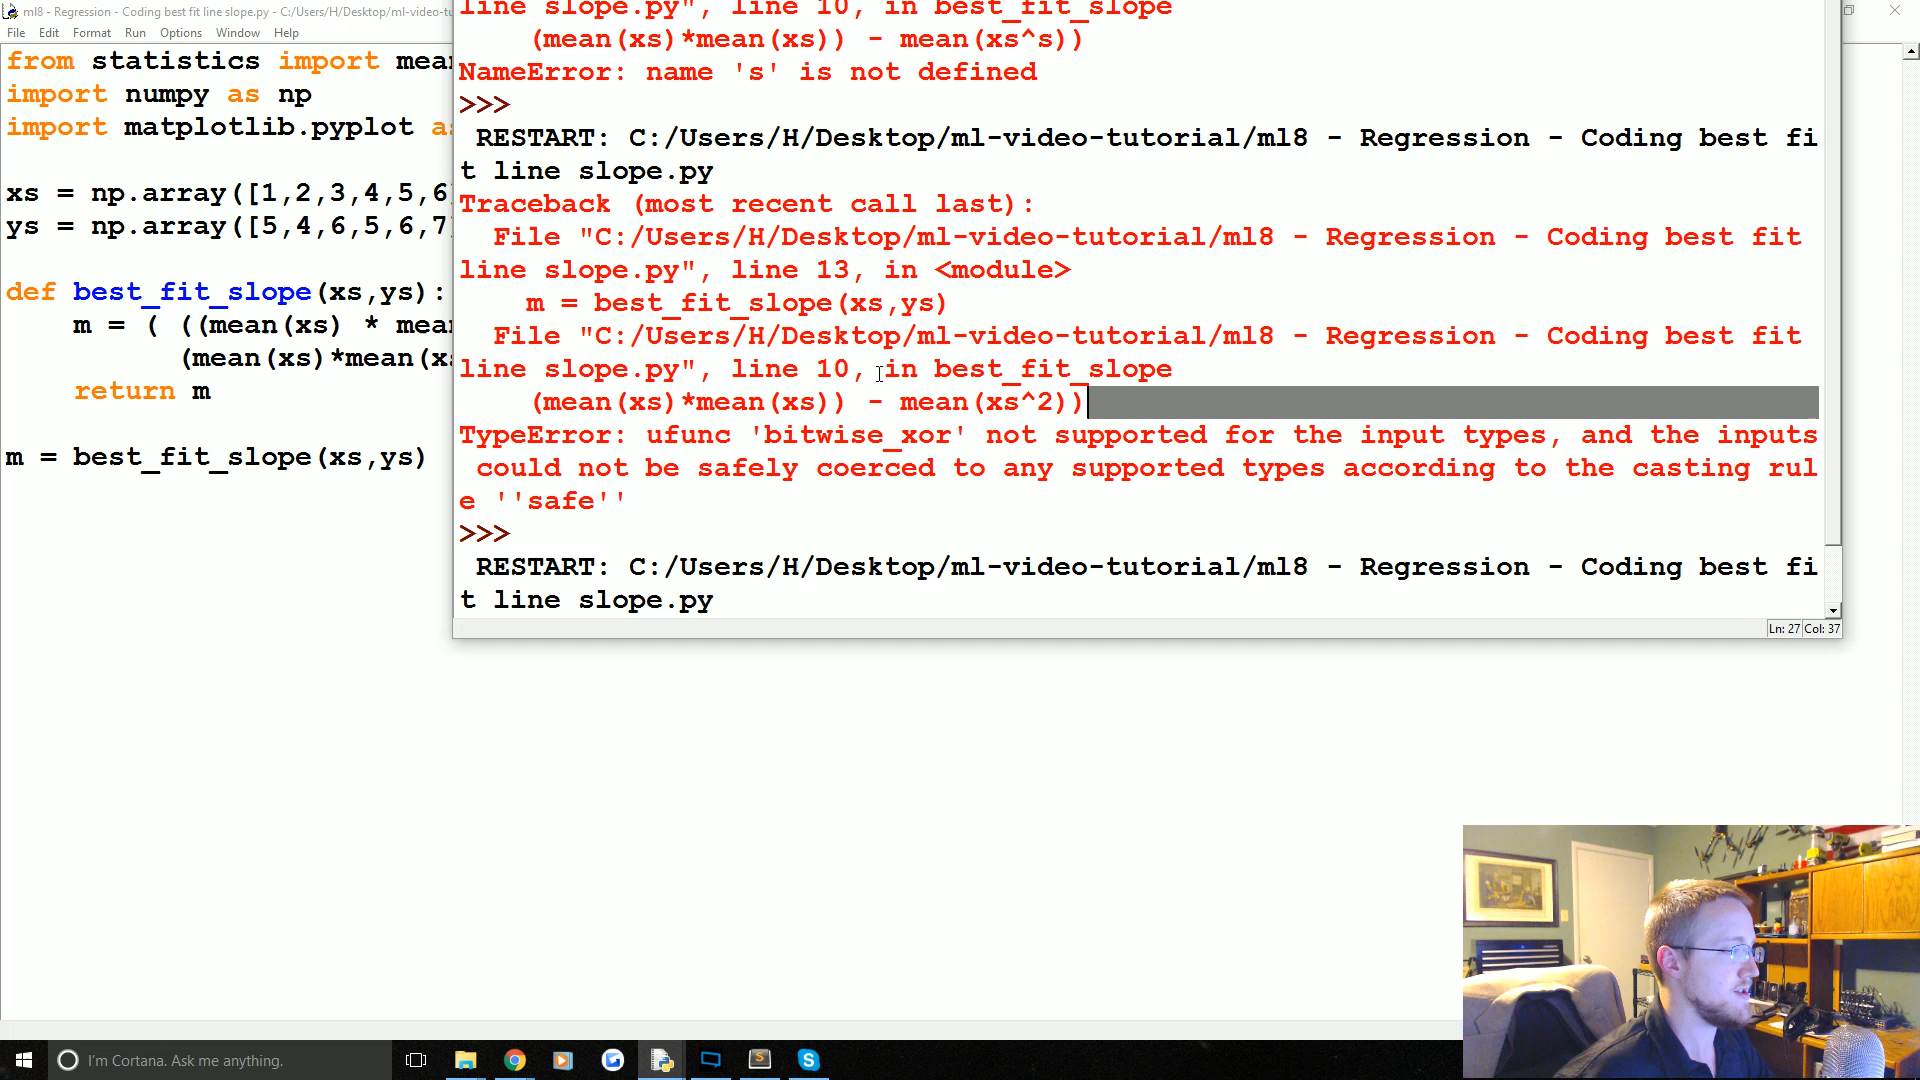 ml8 - Regression - Coding best fit line slope.py - C:/Users/H/Desktop/ml-video-tu
File Edit Format Run Options Window Help
from statistics import mea
import numpy as np
import matplotlib.pyplot a
xs = np.array([1,2,3,4,5,6
ys = np.array([5,4,6,5,6,7
def best_fit_slope(xs,ys):
m = ( ((mean(xs) * mea
(mean(xs)*mean(x
return m
m = best_fit_slope(xs,ys)
line slope.py", line 10, in best_fit_slope
(mean(xs)*mean(xs)) - mean(xs^s))
NameError: name 's' is not defined
>>>
RESTART: C:/Users/H/Desktop/ml-video-tutorial/ml8 - Regression - Coding best fi
t line slope.py
Traceback (most recent call last):
File "C:/Users/H/Desktop/ml-video-tutorial/ml8 - Regression - Coding best fit
line slope.py", line 13, in <module>
m = best_fit_slope(xs,ys)
File "C:/Users/H/Desktop/ml-video-tutorial/ml8 - Regression - Coding best fit
line slope.py", line 10, in best_fit_slope
(mean(xs)*mean(xs)) - mean(xs^2))
TypeError: ufunc 'bitwise_xor' not supported for the input types, and the inputs
could not be safely coerced to any supported types according to the casting rul
e ''safe''
>>>
RESTART: C:/Users/H/Desktop/ml-video-tutorial/ml8 - Regression - Coding best fi
t line slope.py
Ln: 27 Col: 37
I'm Cortana. Ask me anything.